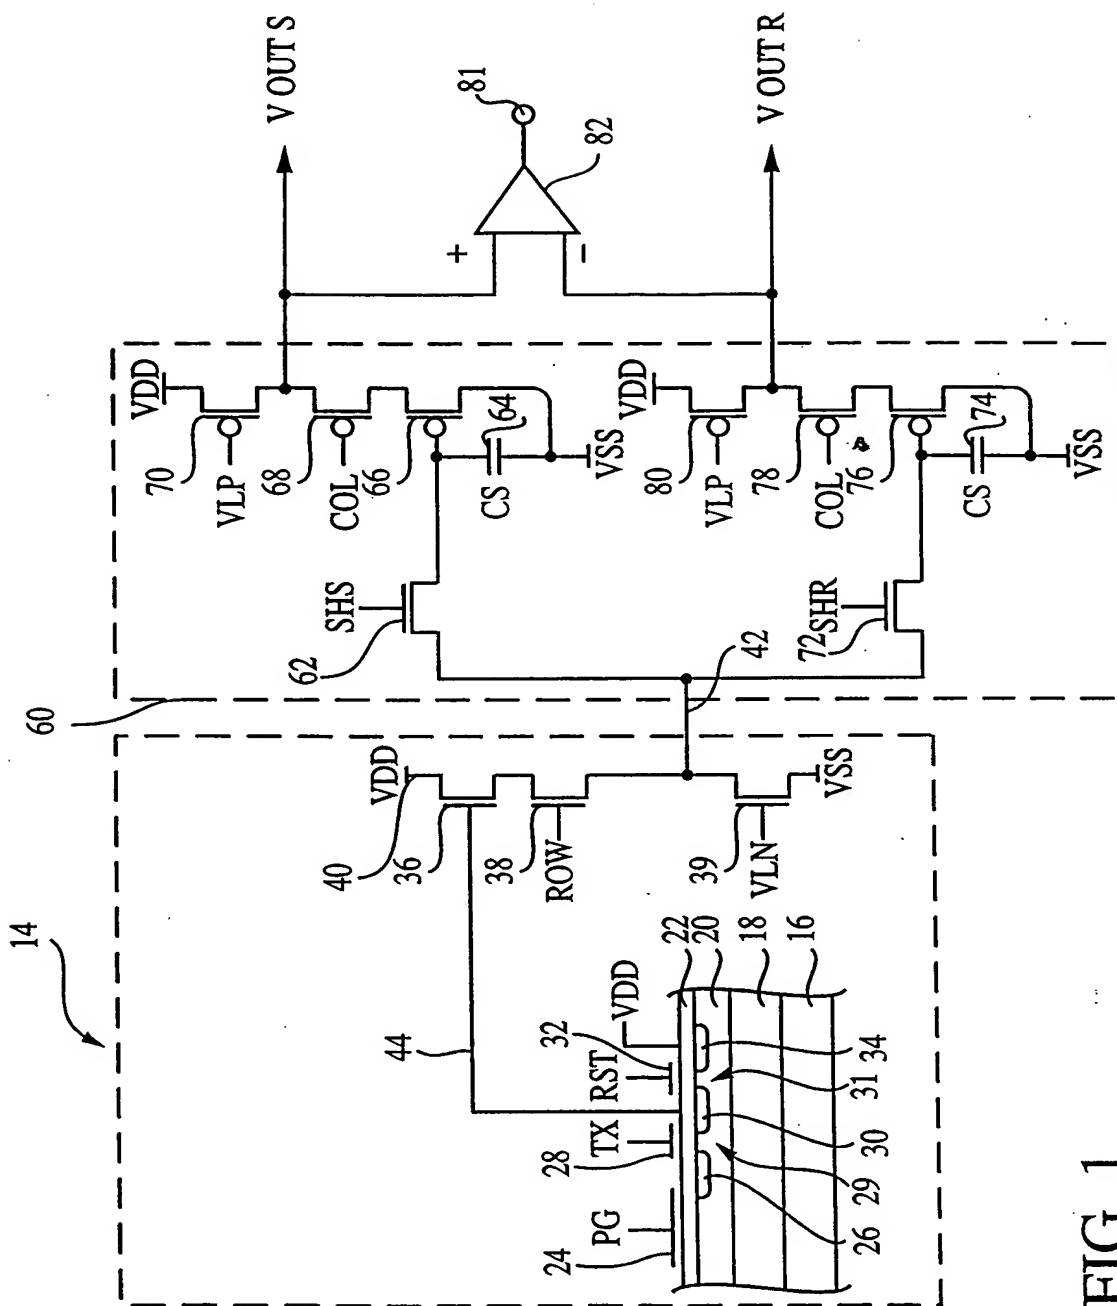 14
44
24
PG
28
TX
RST
32
VDD
22
20
18
16
26
29
30
31
34
40
VDD
36
38
ROW
39
VLN
VSS
42
60
62
SHS
72
SHR
VDD
70
VLP
68
COL
66
64
CS
VSS
VDD
80
VLP
78
COL
76
74
CS
VSS
V OUT S
+
-
81
82
V OUT R
FIG. 1